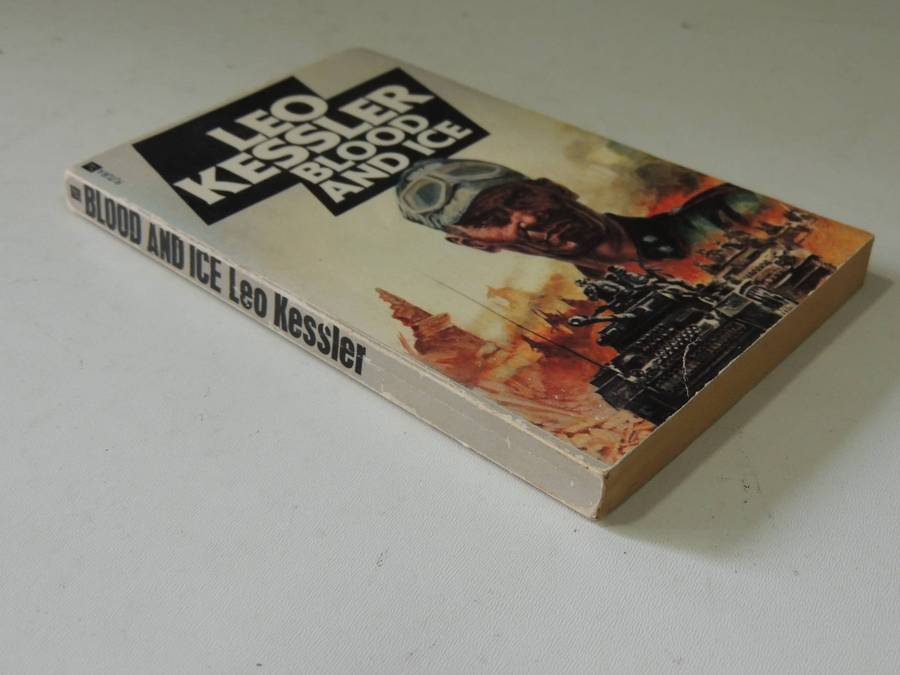 LEO
KESSLER
BLOOD
AND ICE
BLOOD AND ICE Leo Kessler